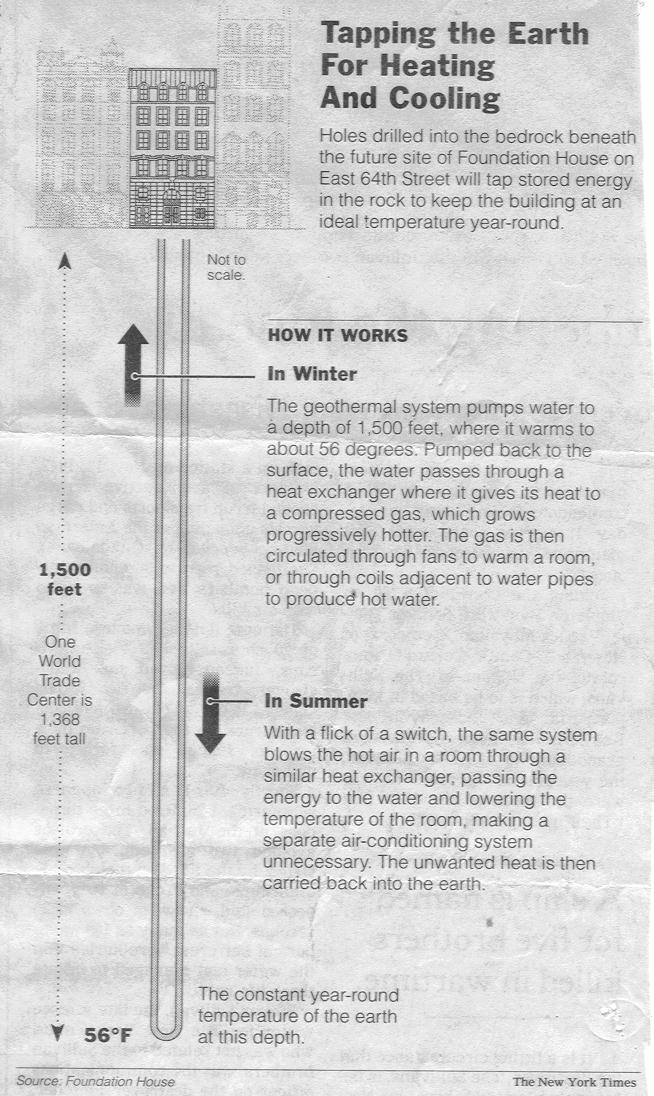 Tapping the Earth
For Heating
And Cooling
Holes drilled into the bedrock beneath
the future site of Foundation House on
East 64th Street will tap stored energy
in the rock to keep the building at an
ideal temperature year-round.
Not to
scale.
HOW IT WORKS
In Winter
The geothermal system pumps water to
a depth of 1,500 feet, where it warms to
about 56 degrees. Pumped back to the
surface, the water passes through a
heat exchanger where it gives its heat to
a compressed gas, which grows
progressively hotter. The gas is then
circulated through fans to warm a room,
or through coils adjacent to water pipes
to produce hot water.
1,500
feet
One
World
Trade
Center is
1,368
feet tall
In Summer
With a flick of a switch, the same system
blows the hot air in a room through a
similar heat exchanger, passing the
energy to the water and lowering the
temperature of the room, making a
separate air-conditioning system
unnecessary. The unwanted heat is then
carried back into the earth.
The constant year-round
temperature of the earth
at this depth.
56°F
Source: Foundation House
The New York Times